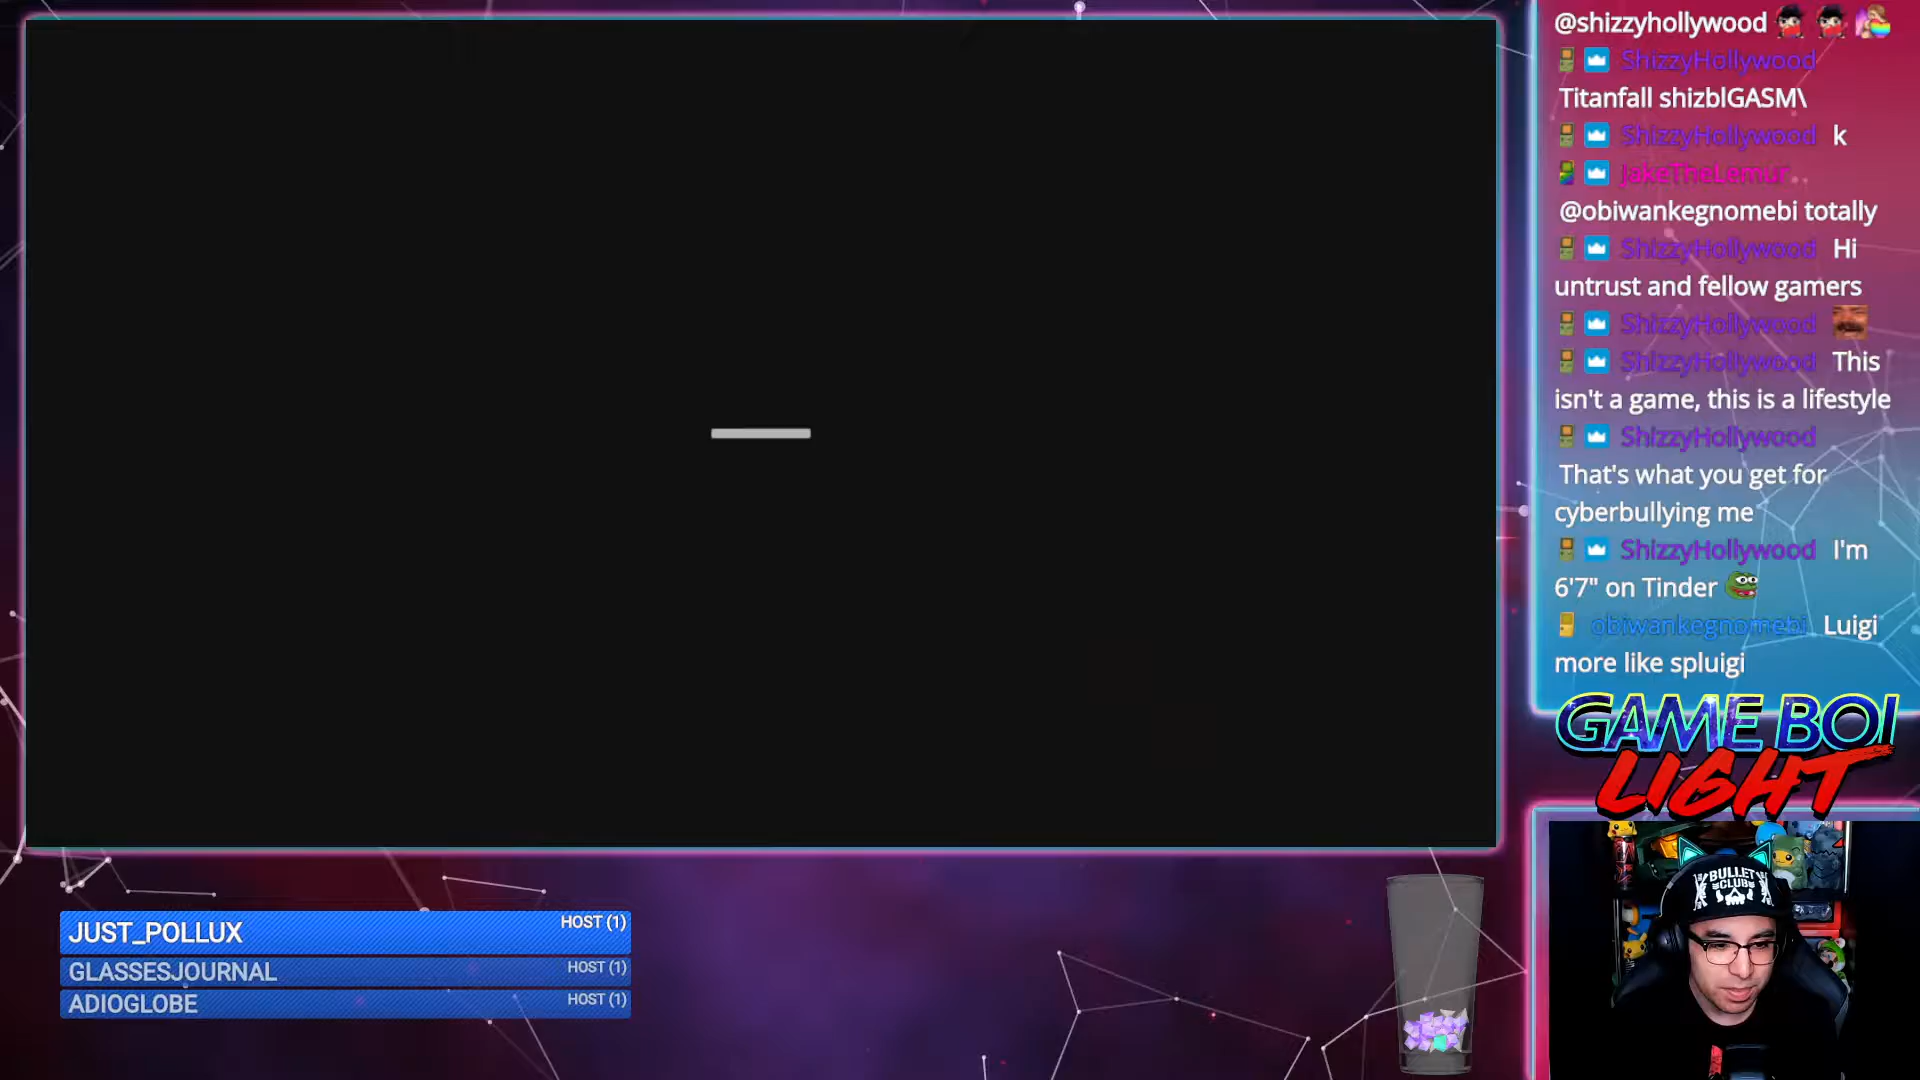 @shizzyhollywood
ShizzyHollywood
Titanfall shizblGASM\
ShizzyHollywood k
JakeTheLemur
@obiwankegnomebi totally
ShizzyHollywood Hi
untrust and fellow gamers
ShizzyHollywood
ShizzyHollywood This
isn't a game, this is a lifestyle
ShizzyHollywood
That's what you get for
cyberbullying me
ShizzyHollywood I'm
6'7" on Tinder
obiwankegnomebi Luigi
more like spluigi
GAME BOI
LIGHT
BULLET
CLUB
JUST_POLLUX HOST (1)
GLASSESJOURNAL HOST (1)
ADIOGLOBE HOST (1)